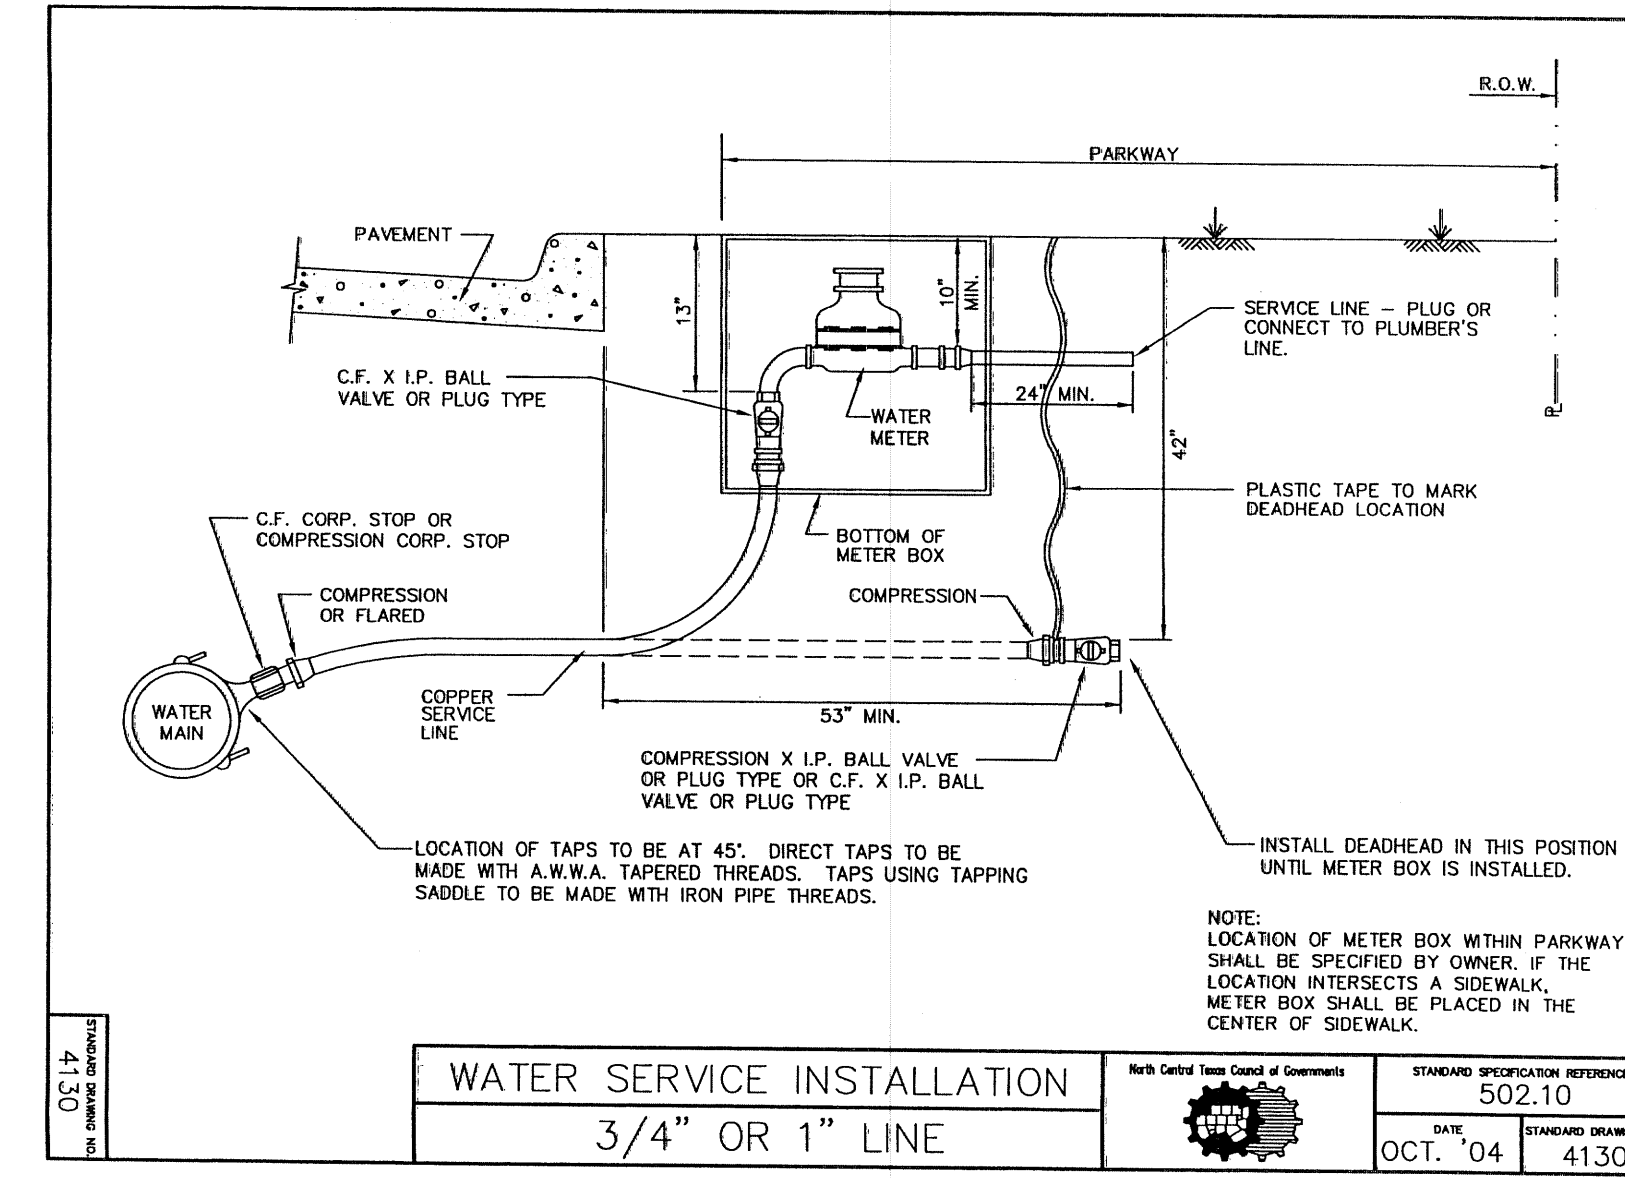 R.O.W.
PARKWAY
PAVEMENT
13"
10"
MIN.
SERVICE LINE – PLUG OR
CONNECT TO PLUMBER'S
LINE.
C.F. X I.P. BALL
VALVE OR PLUG TYPE
24" MIN.
WATER
METER
42"
PLASTIC TAPE TO MARK
DEADHEAD LOCATION
C.F. CORP. STOP OR
COMPRESSION CORP. STOP
BOTTOM OF
METER BOX
COMPRESSION
OR FLARED
COMPRESSION
WATER
MAIN
COPPER
SERVICE
LINE
53" MIN.
COMPRESSION X I.P. BALL VALVE
OR PLUG TYPE OR C.F. X I.P. BALL
VALVE OR PLUG TYPE
LOCATION OF TAPS TO BE AT 45°. DIRECT TAPS TO BE
MADE WITH A.W.W.A. TAPERED THREADS. TAPS USING TAPPING
SADDLE TO BE MADE WITH IRON PIPE THREADS.
INSTALL DEADHEAD IN THIS POSITION
UNTIL METER BOX IS INSTALLED.
NOTE:
LOCATION OF METER BOX WITHIN PARKWAY
SHALL BE SPECIFIED BY OWNER. IF THE
LOCATION INTERSECTS A SIDEWALK,
METER BOX SHALL BE PLACED IN THE
CENTER OF SIDEWALK.
STANDARD DRAWING NO.
4130
WATER SERVICE INSTALLATION
3/4" OR 1" LINE
North Central Texas Council of Governments
STANDARD SPECIFICATION REFERENC
502.10
DATE
OCT. '04
STANDARD DRAW
4130